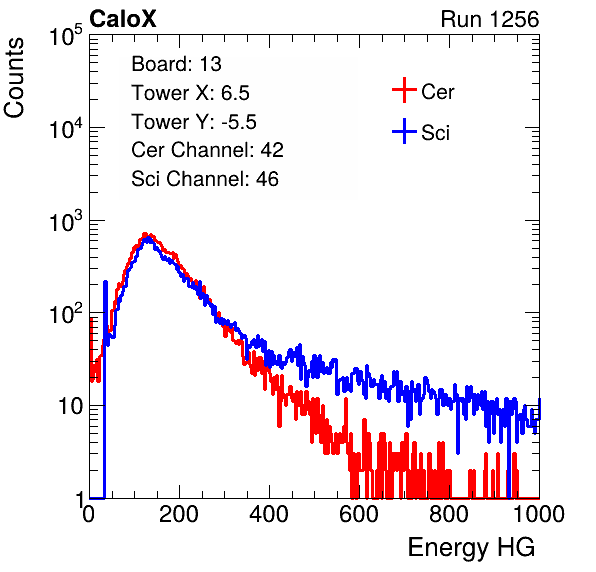 CaloX Run 1256
Counts
Board: 13
Tower X: 6.5
Tower Y: -5.5
Cer Channel: 42
Sci Channel: 46
Cer
Sci
10^5
10^4
10^3
10^2
10
1
0 200 400 600 800 1000
Energy HG